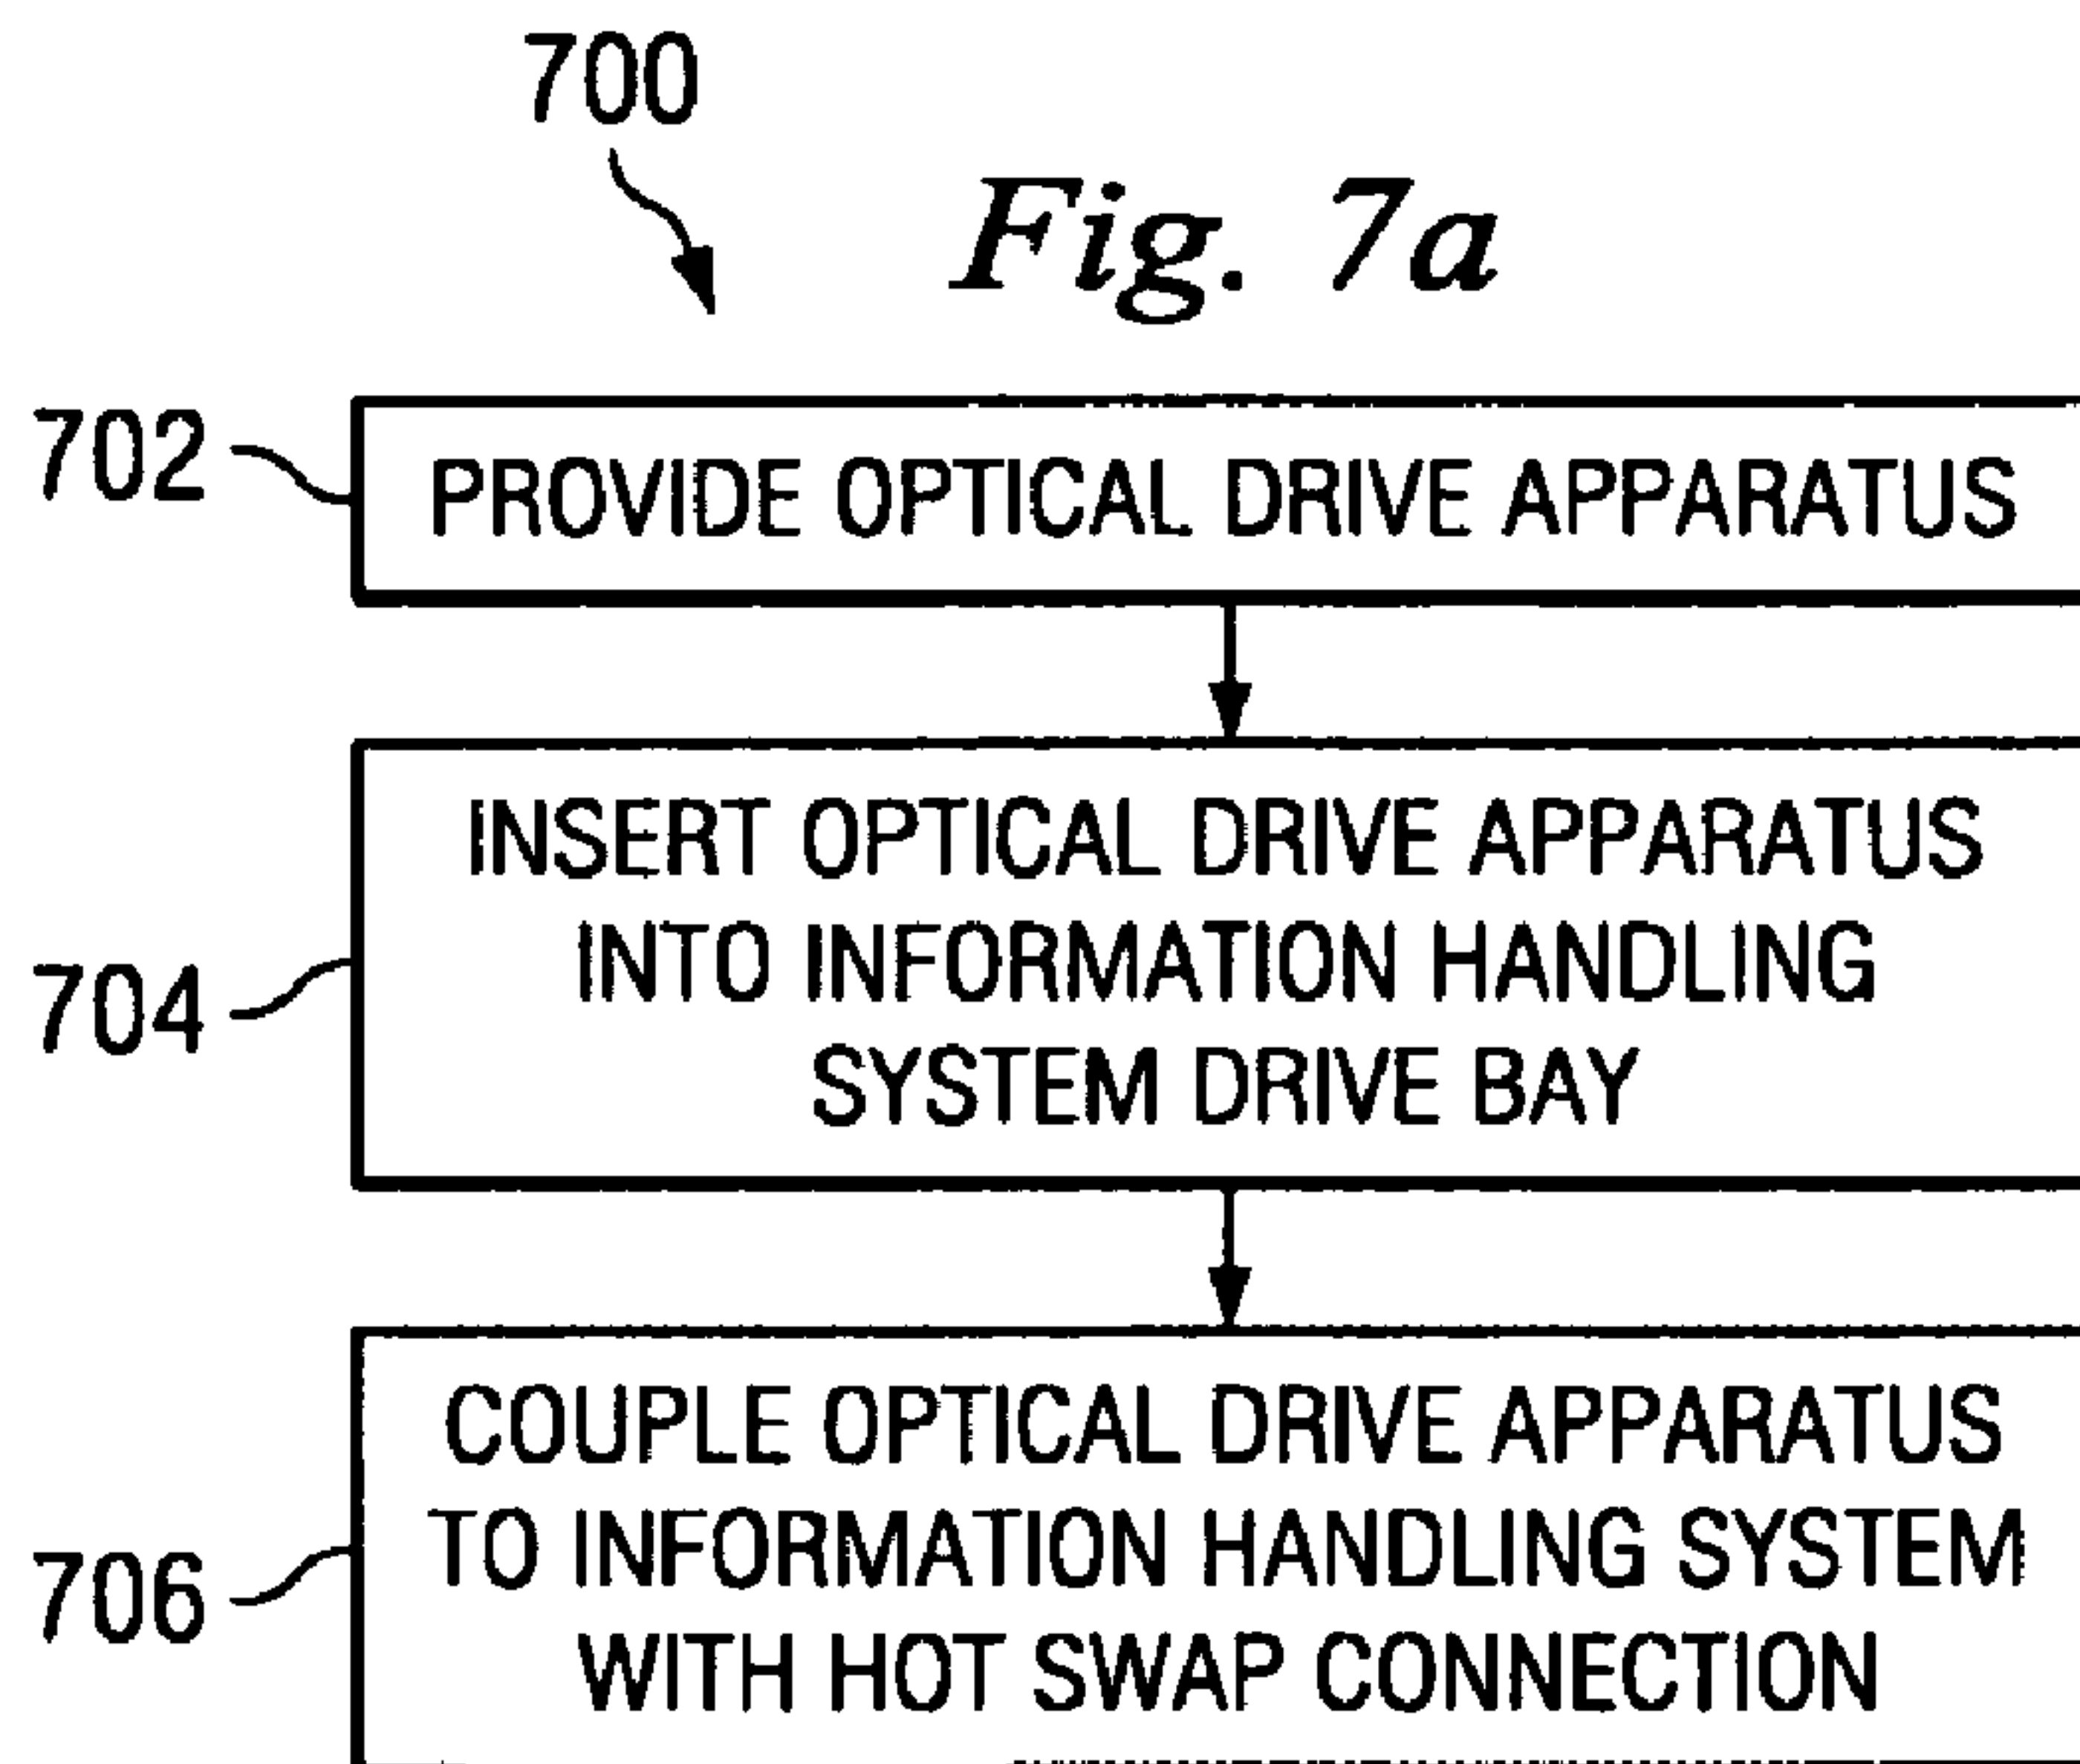 700
Fig. 7a
702
PROVIDE OPTICAL DRIVE APPARATUS
704
INSERT OPTICAL DRIVE APPARATUS
INTO INFORMATION HANDLING
SYSTEM DRIVE BAY
706
COUPLE OPTICAL DRIVE APPARATUS
TO INFORMATION HANDLING SYSTEM
WITH HOT SWAP CONNECTION